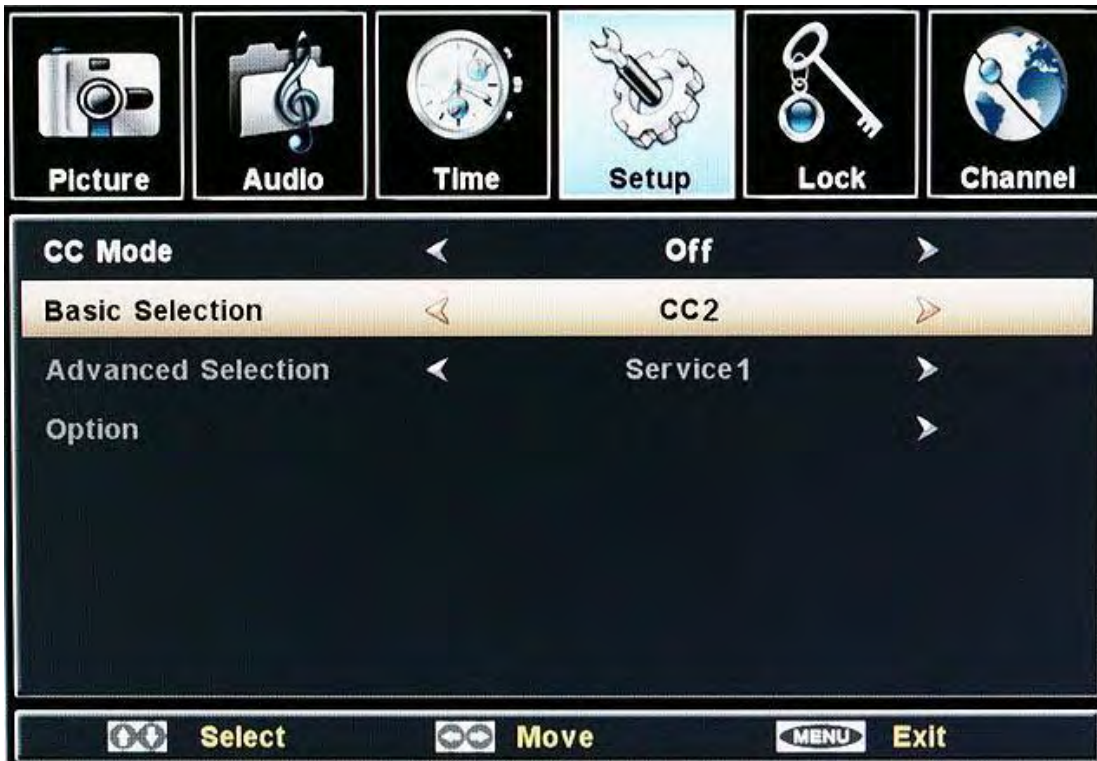 Picture Audio Time Setup Lock Channel
CC Mode Off
Basic Selection CC2
Advanced Selection Service1
Option
Select MENU Exit Move